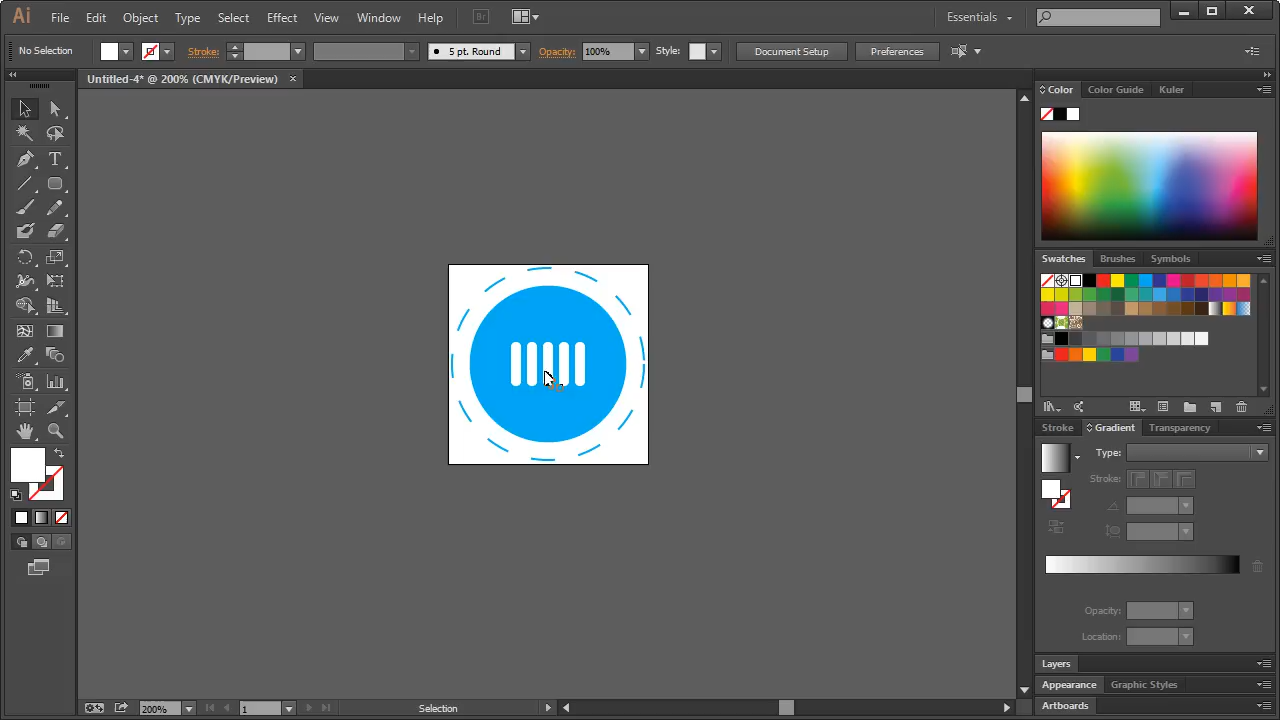 Ai File Edit Object Type Select Effect View Window Help Br Essentials
No Selection Stroke: 5 pt. Round Opacity: 100% Style: Document Setup Preferences
Untitled-4* @ 200% (CMYK/Preview)
Color Color Guide Kuler
Swatches Brushes Symbols
Stroke Gradient Transparency
Type:
Stroke:
Opacity:
Location:
Layers
Appearance Graphic Styles
Artboards
200% 1 Selection